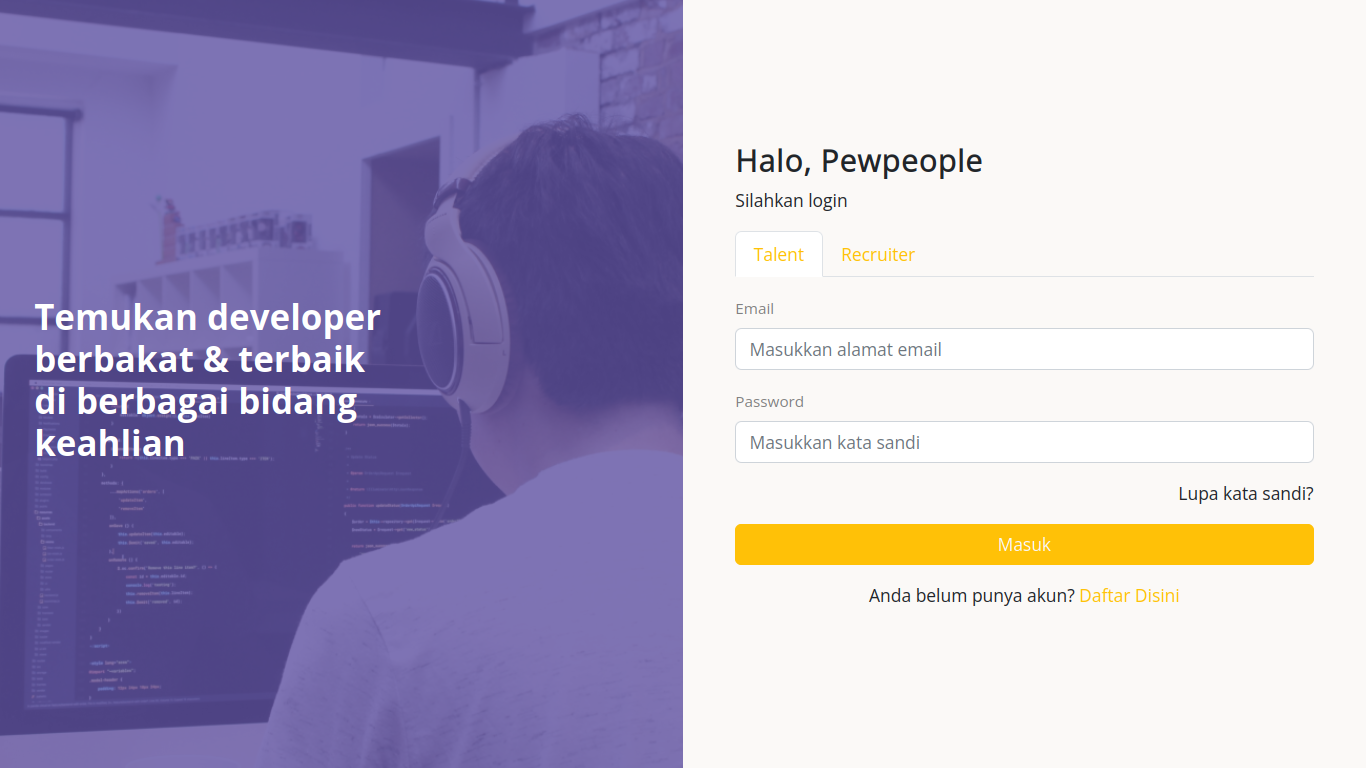 Temukan developer
berbakat & terbaik
di berbagai bidang
keahlian
Halo, Pewpeople
Silahkan login
Talent
Recruiter
Email
Masukkan alamat email
Password
Masukkan kata sandi
Lupa kata sandi?
Masuk
Anda belum punya akun? Daftar Disini